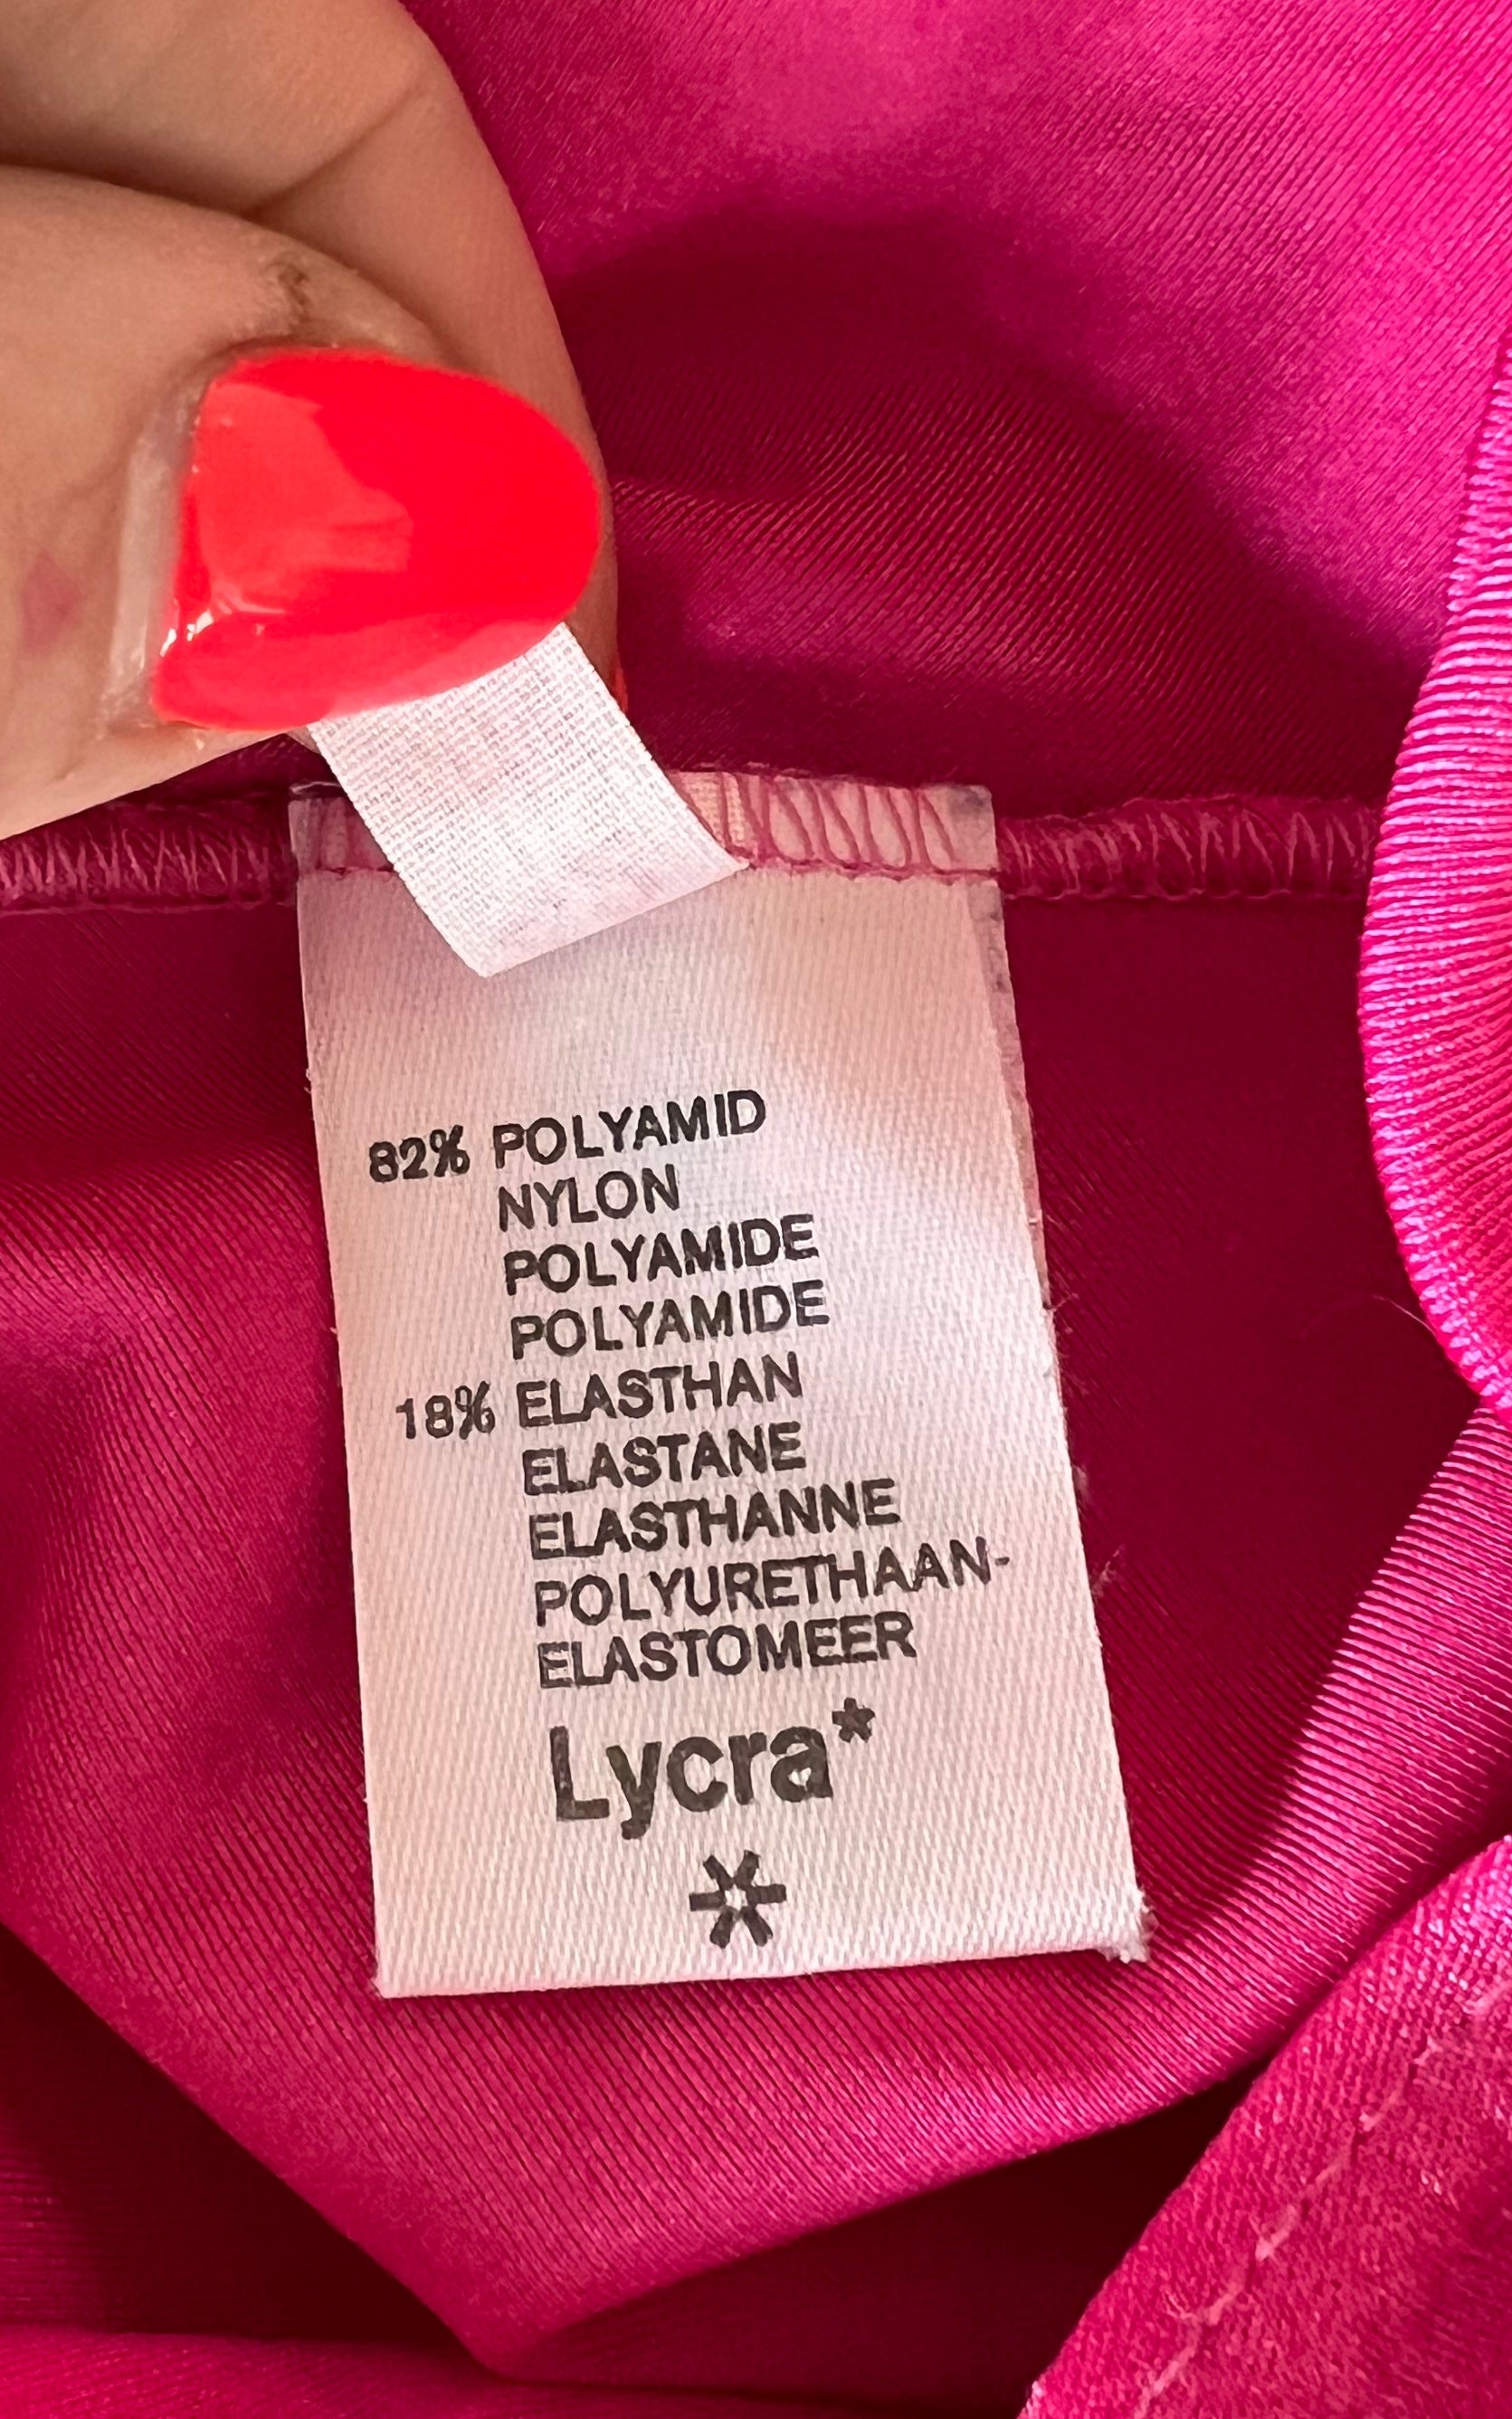 82% POLYAMID
NYLON
POLYAMIDE
POLYAMIDE
18% ELASTHAN
ELASTANE
ELASTHANNE
POLYURETHAAN-
ELASTOMEER
Lycra*